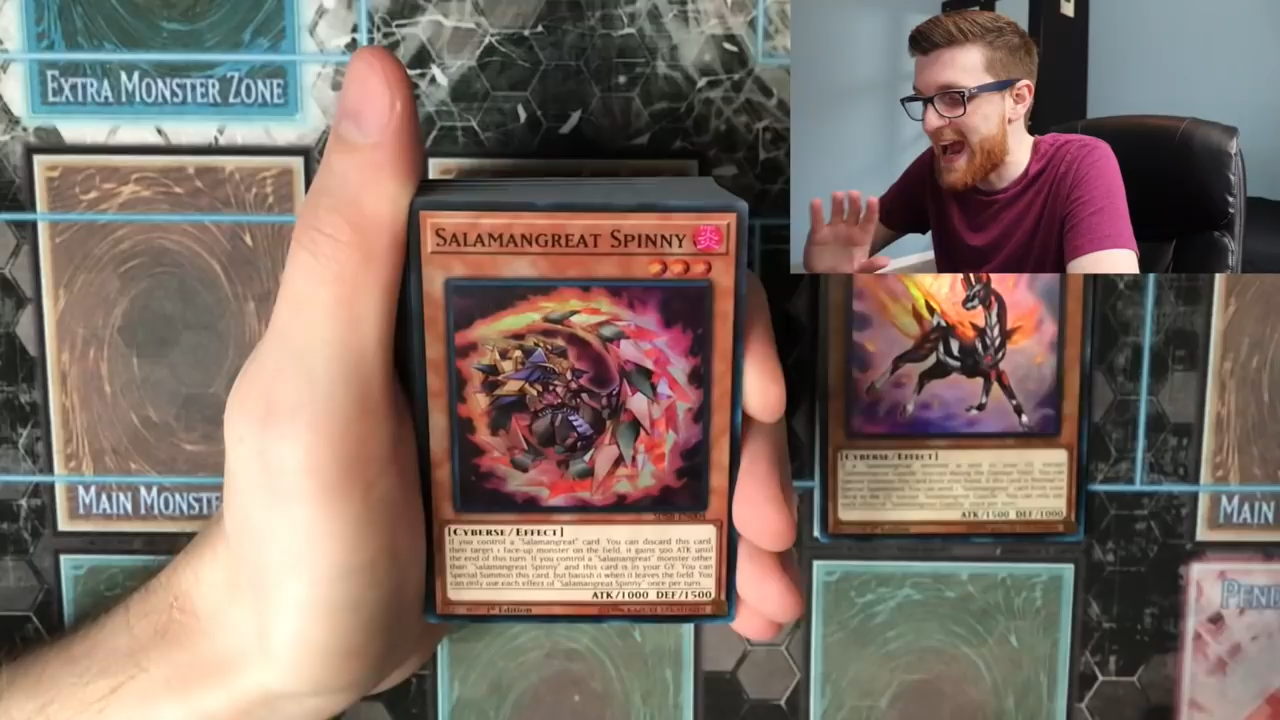 EXTRA MONSTER ZONE
SALAMANGREAT SPINNY
炎
[CYBERSE/EFFECT]
If you control a "Salamangreat" card: You can discard this card,
then target 1 face-up monster on the field; it gains 500 ATK until
the end of this turn. If you control a "Salamangreat" monster other
than "Salamangreat Spinny" and this card is in your GY: You can
Special Summon this card, but banish it when it leaves the field. You
can only use each effect of "Salamangreat Spinny" once per turn.
ATK/1000 DEF/1500
1st Edition
[CYBERSE/EFFECT]
ATK/1500 DEF/1000
MAIN MONSTE
MAIN
PENE